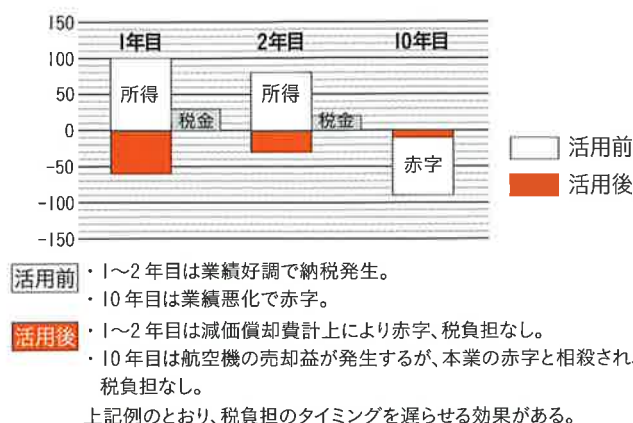 150
100
50
0
-50
-100
-150
1年目
2年目
10年目
所得
税金
所得
税金
赤字
活用前
活用後
活用前
・1～2年目は業績好調で納税発生。
・10年目は業績悪化で赤字。
活用後
・1～2年目は減価償却費計上により赤字、税負担なし。
・10年目は航空機の売却益が発生するが、本業の赤字と相殺され、
税負担なし。
上記例のとおり、税負担のタイミングを遅らせる効果がある。